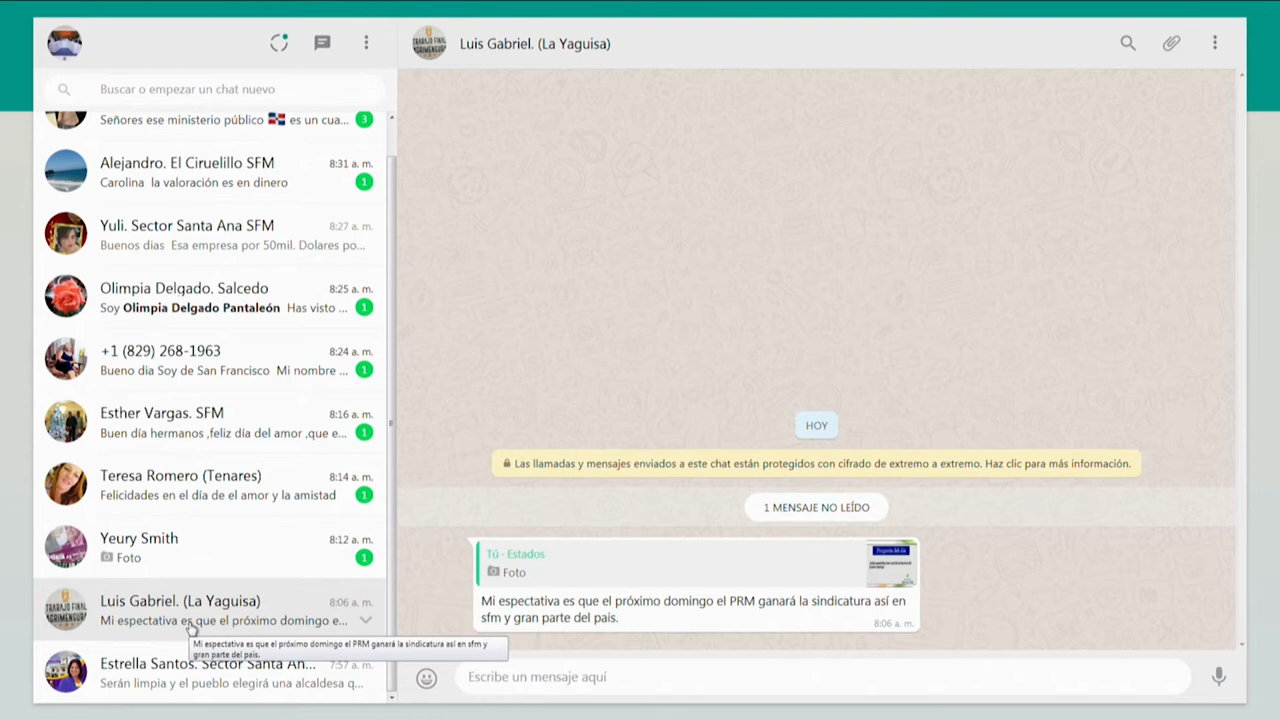 Buscar o empezar un chat nuevo
Señores ese ministerio público 🇩🇴 es un cua...
3
Alejandro. El Ciruelillo SFM
8:31 a. m.
Carolina la valoración es en dinero
1
Yuli. Sector Santa Ana SFM
8:27 a. m.
Buenos dias Esa empresa por 50mil. Dolares po...
Olimpia Delgado. Salcedo
8:25 a. m.
Soy Olimpia Delgado Pantaleón Has visto ...
1
+1 (829) 268-1963
8:24 a. m.
Bueno dia Soy de San Francisco Mi nombre ...
1
Esther Vargas. SFM
8:16 a. m.
Buen día hermanos ,feliz día del amor ,que e...
1
Teresa Romero (Tenares)
8:14 a. m.
Felicidades en el día de el amor y la amistad
1
Yeury Smith
8:12 a. m.
Foto
1
Luis Gabriel. (La Yaguisa)
8:06 a. m.
Mi espectativa es que el próximo domingo e...
Mi espectativa es que el próximo domingo el PRM ganará la sindicatura así en sfm y
gran parte del pais.
Estrella Santos. Sector Santa An...
7:57 a. m.
Serán limpia y el pueblo elegirá una alcaldesa q...
Luis Gabriel. (La Yaguisa)
HOY
Las llamadas y mensajes enviados a este chat están protegidos con cifrado de extremo a extremo. Haz clic para más información.
1 MENSAJE NO LEÍDO
Tú - Estados
Foto
Pregunta del día
Mi espectativa es que el próximo domingo el PRM ganará la sindicatura así en
sfm y gran parte del pais.
8:06 a. m.
Escribe un mensaje aquí
TRABAJO FINAL
AGRIMENSURA